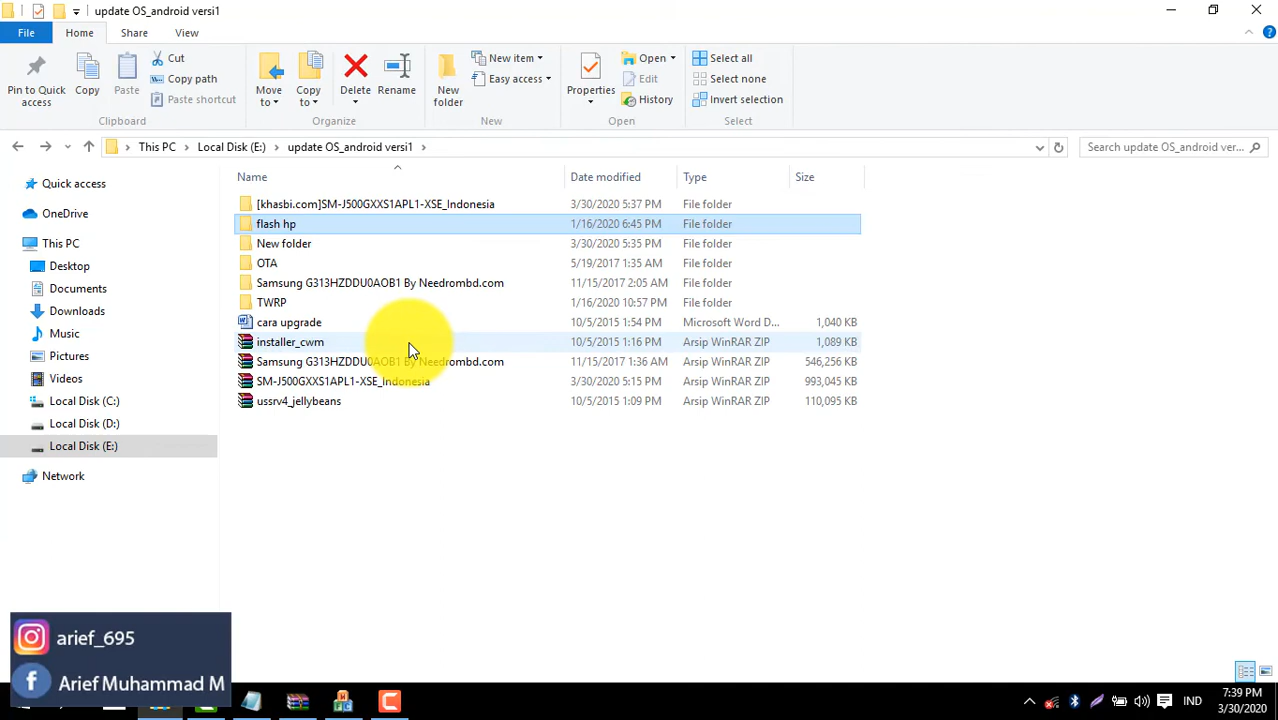 update OS_android versi1
File
Home
Share
View
Pin to Quick access
Copy
Paste
Cut
Copy path
Paste shortcut
Clipboard
Move to
Copy to
Delete
Rename
Organize
New folder
New item
Easy access
New
Properties
Open
Edit
History
Open
Select all
Select none
Invert selection
Select
This PC
Local Disk (E:)
update OS_android versi1
Search update OS_android ver...
Quick access
OneDrive
This PC
Desktop
Documents
Downloads
Music
Pictures
Videos
Local Disk (C:)
Local Disk (D:)
Local Disk (E:)
Network
Name Date modified Type Size
[khasbi.com]SM-J500GXXS1APL1-XSE_Indonesia 3/30/2020 5:37 PM File folder
flash hp 1/16/2020 6:45 PM File folder
New folder 3/30/2020 5:35 PM File folder
OTA 5/19/2017 1:35 AM File folder
Samsung G313HZDDU0AOB1 By Needrombd.com 11/15/2017 2:05 AM File folder
TWRP 1/16/2020 10:57 PM File folder
cara upgrade 10/5/2015 1:54 PM Microsoft Word D... 1,040 KB
installer_cwm 10/5/2015 1:16 PM Arsip WinRAR ZIP 1,089 KB
Samsung G313HZDDU0AOB1 By Needrombd.com 11/15/2017 1:36 AM Arsip WinRAR ZIP 546,256 KB
SM-J500GXXS1APL1-XSE_Indonesia 3/30/2020 5:15 PM Arsip WinRAR ZIP 993,045 KB
ussrv4_jellybeans 10/5/2015 1:09 PM Arsip WinRAR ZIP 110,095 KB
arief_695
Arief Muhammad M
IND
7:39 PM
3/30/2020